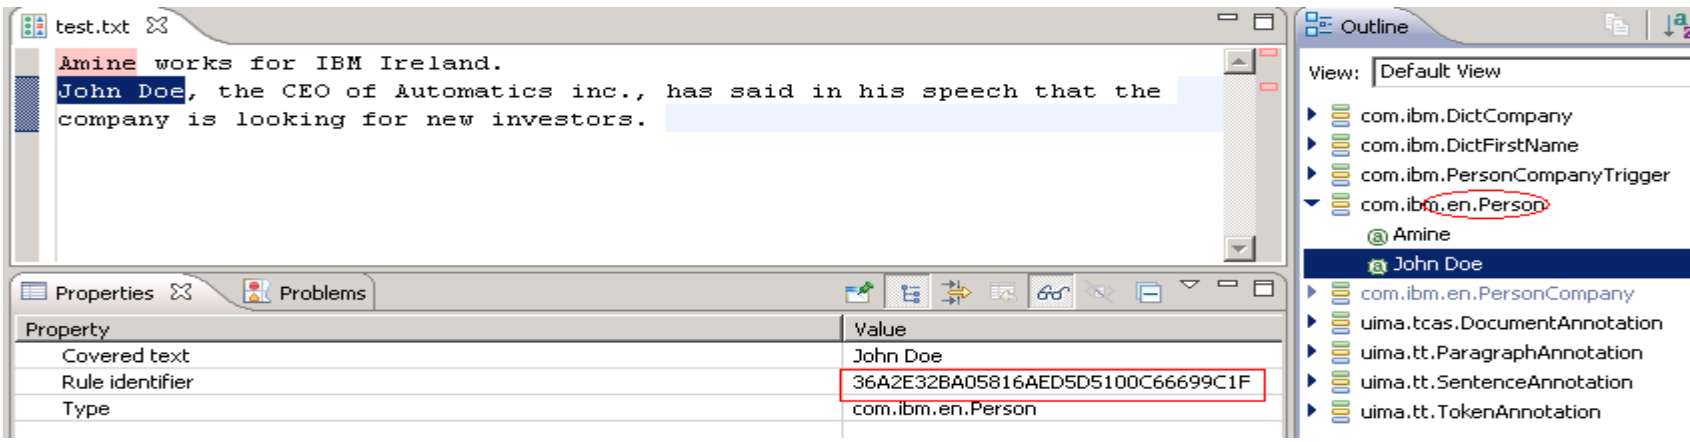 test.txt
Amine works for IBM Ireland.
John Doe, the CEO of Automatics inc., has said in his speech that the
company is looking for new investors.
Properties
Problems
Property
Value
Covered text
John Doe
Rule identifier
36A2E32BA05816AED5D5100C66699C1F
Type
com.ibm.en.Person
Outline
View: Default View
com.ibm.DictCompany
com.ibm.DictFirstName
com.ibm.PersonCompanyTrigger
com.ibm.en.Person
Amine
John Doe
com.ibm.en.PersonCompany
uima.tcas.DocumentAnnotation
uima.tt.ParagraphAnnotation
uima.tt.SentenceAnnotation
uima.tt.TokenAnnotation